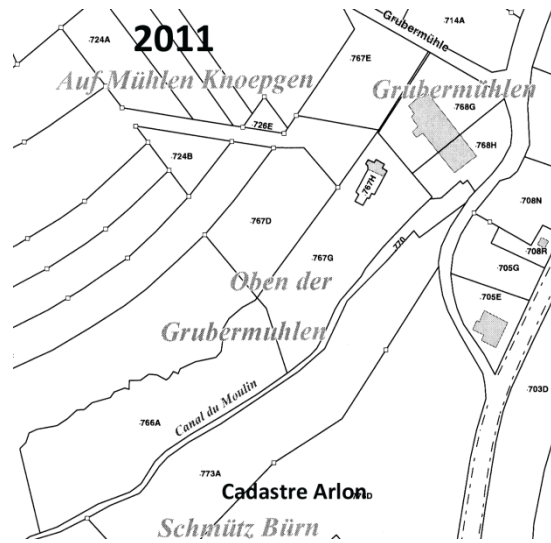 714A
Grubermühle
2011
724A
767E
Auf Mühlen Knoepgen
Grubermühlen
768G
726E
768H
724B
767H
708N
767D
708R
767G
770
705G
Oben der
705E
Grubermuhlen
703D
Canal du Moulin
766A
773A
Cadastre Arlon
Schmütz Bürn